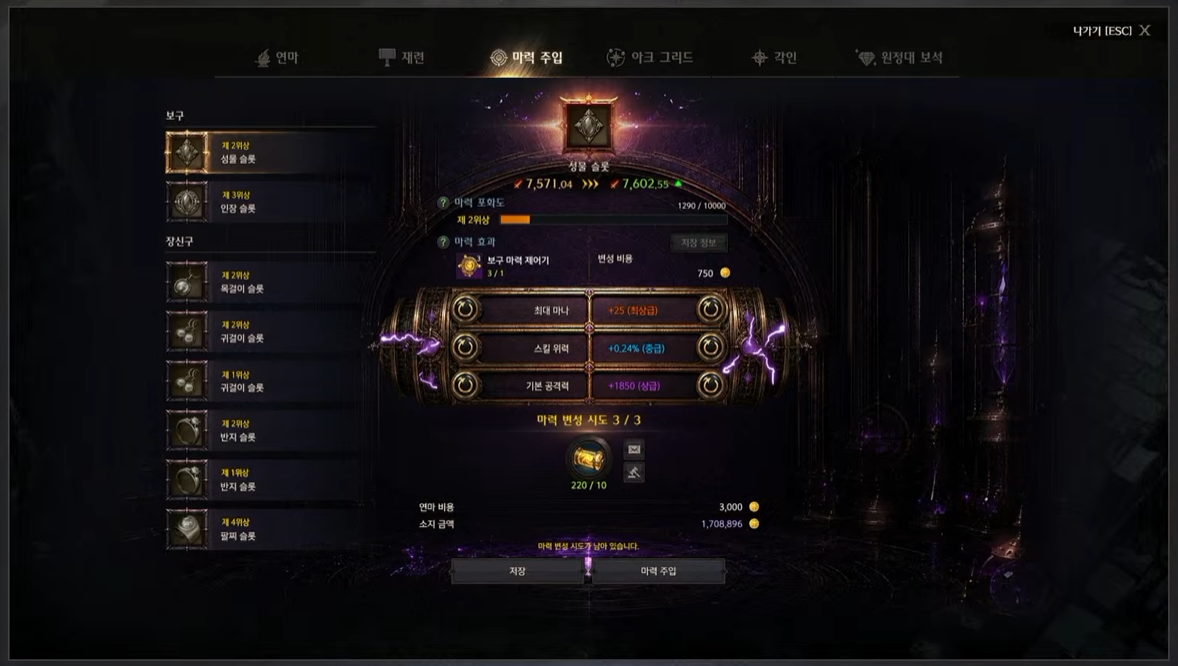 나가기 [ESC] X
연마 재련 마력 주입 아크 그리드 각인 원정대 보석
보구
제 2위상
성물 슬롯
제 3위상
인장 슬롯
장신구
제 2위상
목걸이 슬롯
제 2위상
귀걸이 슬롯
제 1위상
귀걸이 슬롯
제 2위상
반지 슬롯
제 1위상
반지 슬롯
제 4위상
팔찌 슬롯
성물 슬롯
7,571.04 7,602.55
? 마력 포화도 1290 / 10000
제 2위상
? 마력 효과 저장 정보
3
보구 마력 제어기 변성 비용
3 / 1 750
최대 마나 +25 (최상급)
스킬 위력 +0.24% (중급)
기본 공격력 +1850 (상급)
마력 변성 시도 3 / 3
220 / 10
연마 비용 3,000
소지 금액 1,708,896
마력 변성 시도가 남아 있습니다.
저장 마력 주입